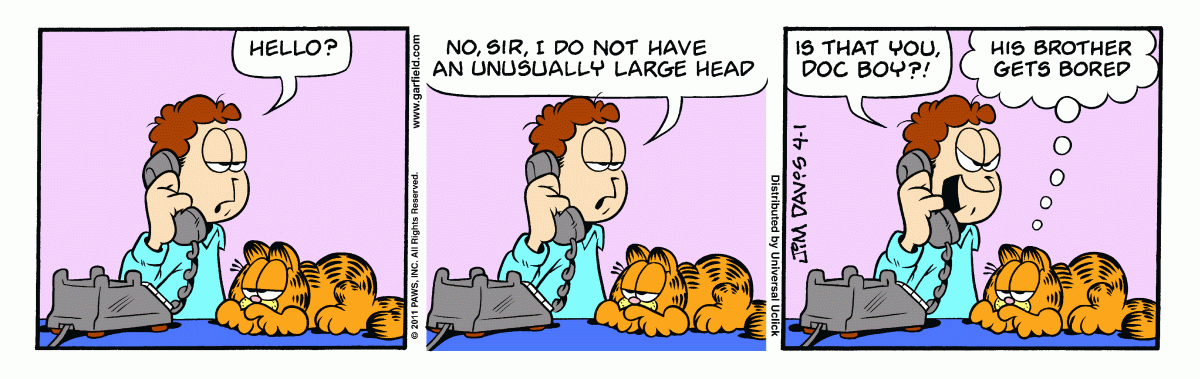 HELLO?
www.garfield.com
© 2011 PAWS, INC. All Rights Reserved.
NO, SIR, I DO NOT HAVE
AN UNUSUALLY LARGE HEAD
Distributed by Universal Uclick
IS THAT YOU,
DOC BOY?!
HIS BROTHER
GETS BORED
JIM DAVIS 4-1